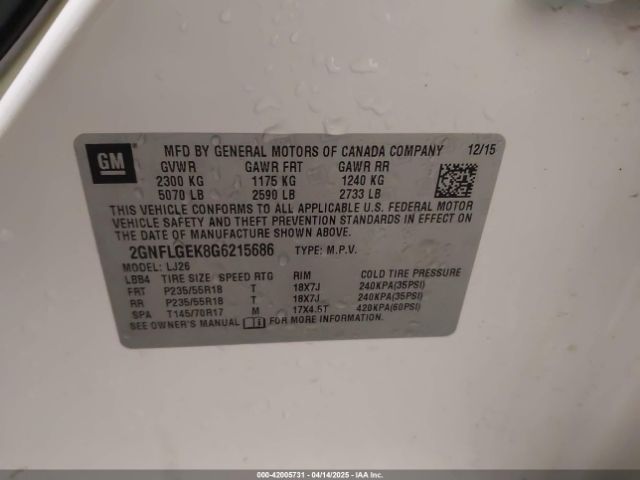 GM
MFD BY GENERAL MOTORS OF CANADA COMPANY 12/15
GVWR GAWR FRT GAWR RR
2300 KG 1175 KG 1240 KG
5070 LB 2590 LB 2733 LB
THIS VEHICLE CONFORMS TO ALL APPLICABLE U.S. FEDERAL MOTOR
VEHICLE SAFETY AND THEFT PREVENTION STANDARDS IN EFFECT ON
THE DATE OF MANUFACTURE SHOWN ABOVE.
2GNFLGEK8G6215686 TYPE: M.P.V.
MODEL: LJ26
LBB4 TIRE SIZE SPEED RTG RIM COLD TIRE PRESSURE
FRT P235/55R18 T 18X7J 240KPA(35PSI)
RR P235/55R18 T 18X7J 240KPA(35PSI)
SPA T145/70R17 M 17X4.5T 420KPA(60PSI)
SEE OWNER'S MANUAL FOR MORE INFORMATION.
000-42005731 - 04/14/2025 - IAA Inc.